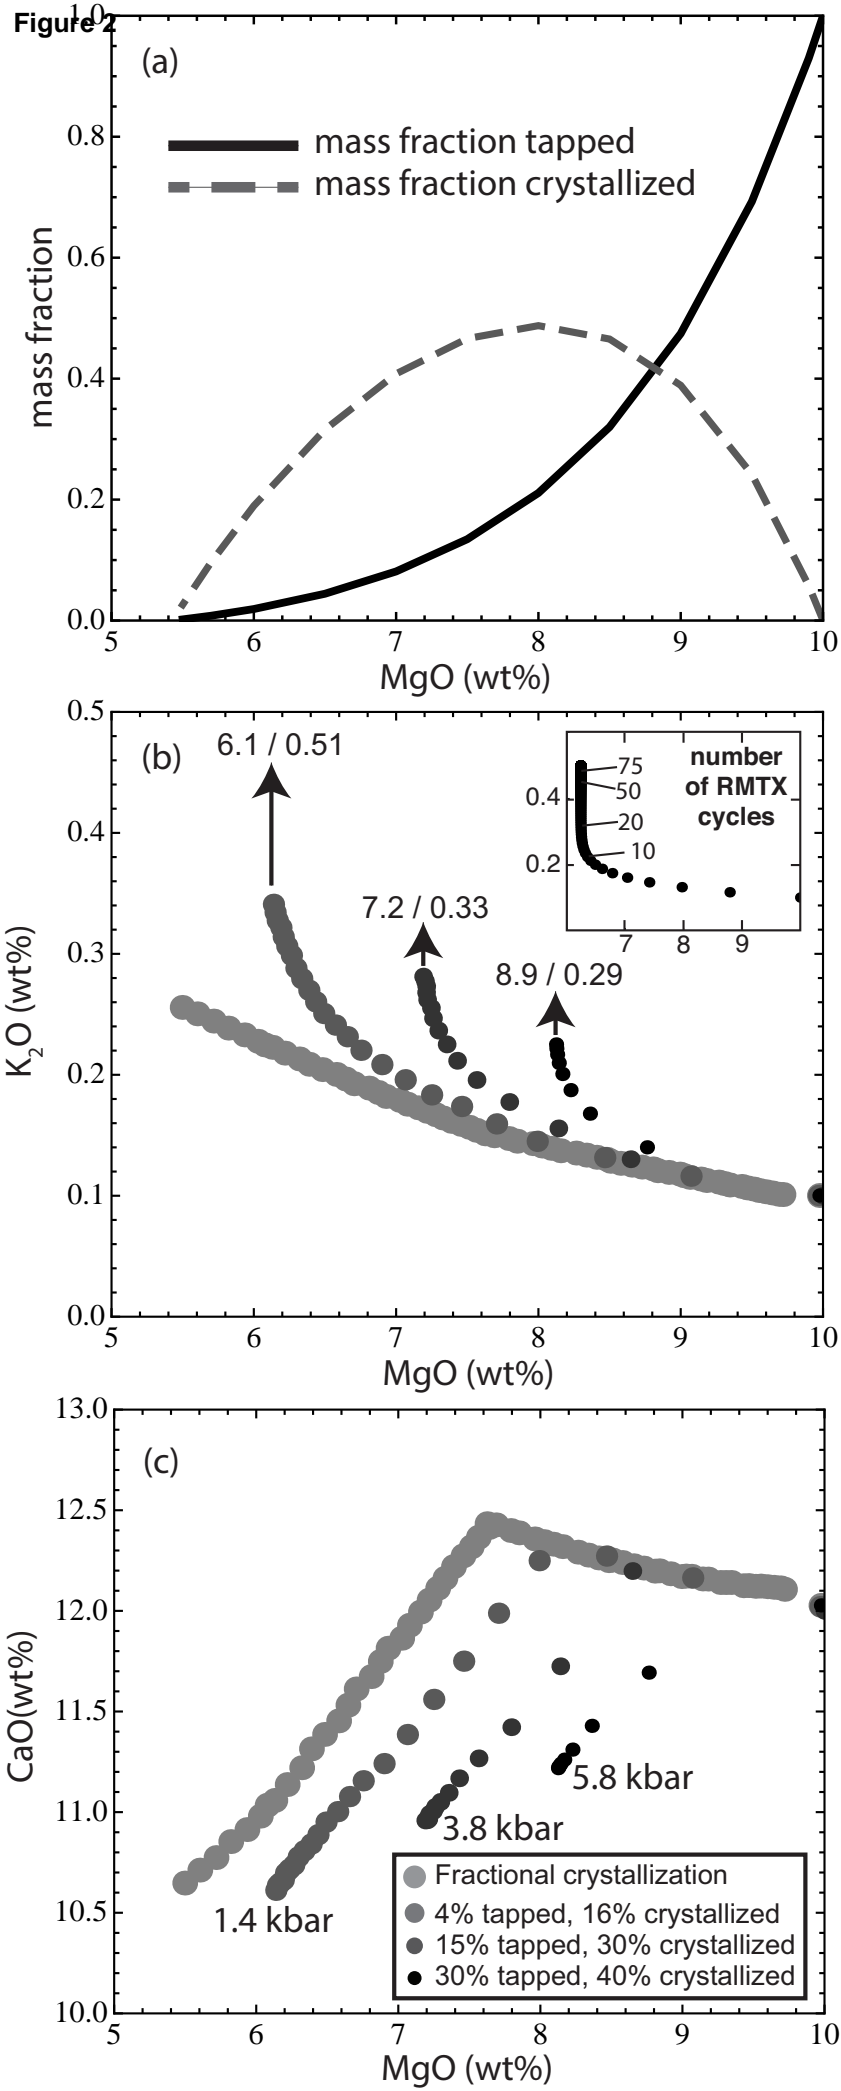 Figure 2
1.0
(a)
mass fraction tapped
mass fraction crystallized
0.8
0.6
0.4
0.2
0.0
mass fraction
5 6 7 8 9 10
MgO (wt%)
0.5
(b)
6.1 / 0.51
7.2 / 0.33
8.9 / 0.29
number
of RMTX
cycles
75
50
20
10
0.4
0.2
7 8 9
0.4
0.3
0.2
0.1
0.0
K2O (wt%)
5 6 7 8 9 10
MgO (wt%)
13.0
(c)
12.5
12.0
11.5
11.0
10.5
10.0
CaO(wt%)
5.8 kbar
3.8 kbar
1.4 kbar
Fractional crystallization
4% tapped, 16% crystallized
15% tapped, 30% crystallized
30% tapped, 40% crystallized
5 6 7 8 9 10
MgO (wt%)